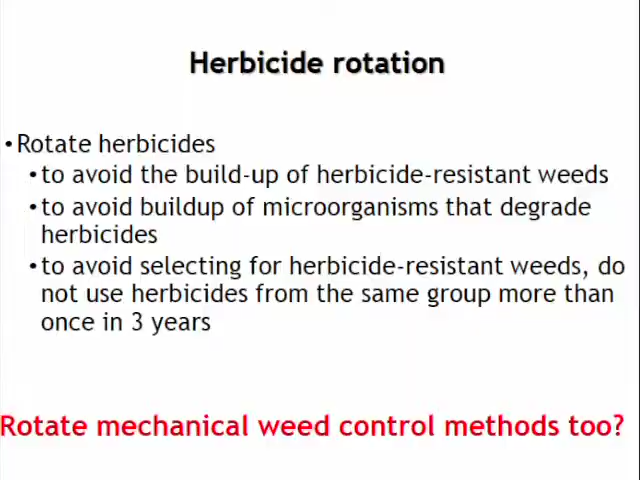 Herbicide rotation
•Rotate herbicides
•to avoid the build-up of herbicide-resistant weeds
•to avoid buildup of microorganisms that degrade
herbicides
•to avoid selecting for herbicide-resistant weeds, do
not use herbicides from the same group more than
once in 3 years
Rotate mechanical weed control methods too?